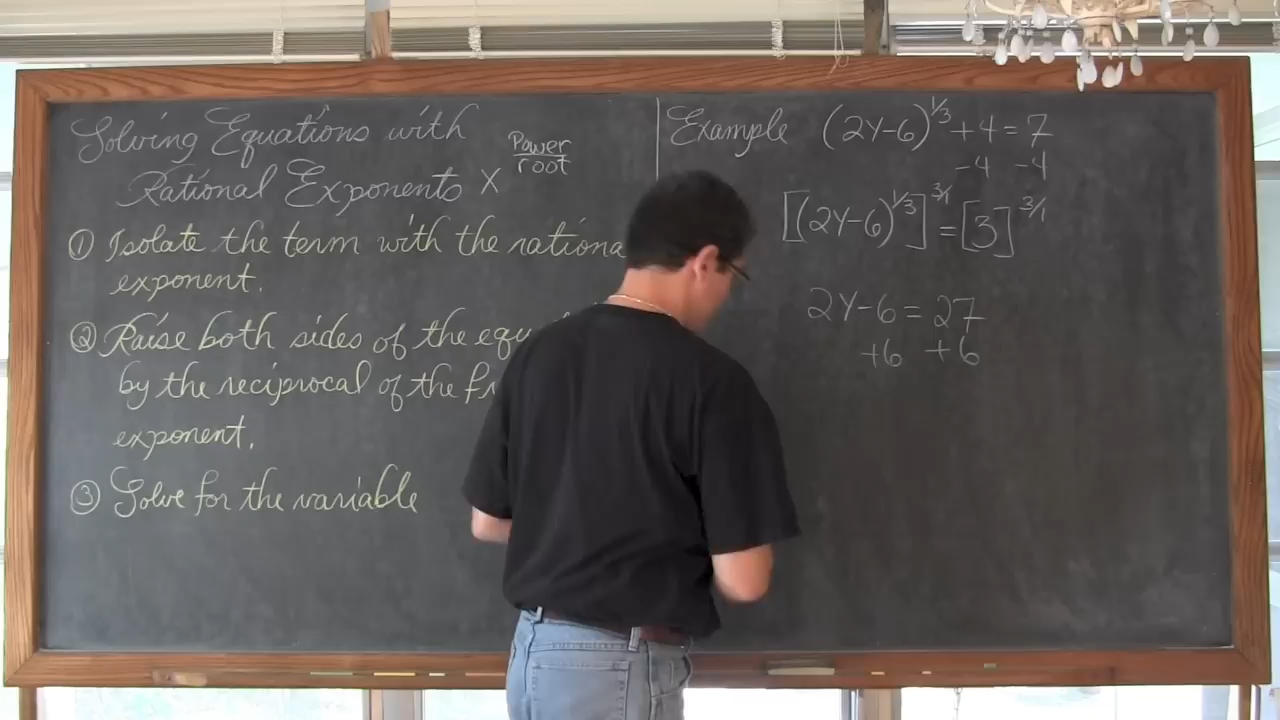 Solving Equations with
Rational Exponents x Power/root
① Isolate the term with the rationa
exponent.
② Raise both sides of the equ
by the reciprocal of the fr
exponent.
③ Solve for the variable
Example (2Y-6)^1/3 + 4 = 7
-4 -4
[(2Y-6)^1/3]^3/1 = [3]^3/1
2Y-6 = 27
+6 +6